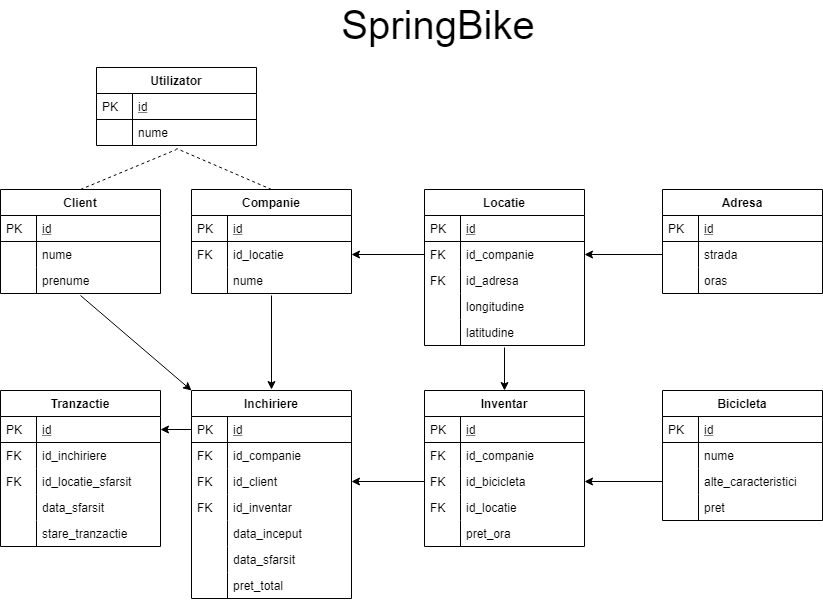 SpringBike
Utilizator
PK id
nume
Client
PK id
nume
prenume
Companie
PK id
FK id_locatie
nume
Locatie
PK id
FK id_companie
FK id_adresa
longitudine
latitudine
Adresa
PK id
strada
oras
Tranzactie
PK id
FK id_inchiriere
FK id_locatie_sfarsit
data_sfarsit
stare_tranzactie
Inchiriere
PK id
FK id_companie
FK id_client
FK id_inventar
data_inceput
data_sfarsit
pret_total
Inventar
PK id
FK id_companie
FK id_bicicleta
FK id_locatie
pret_ora
Bicicleta
PK id
nume
alte_caracteristici
pret